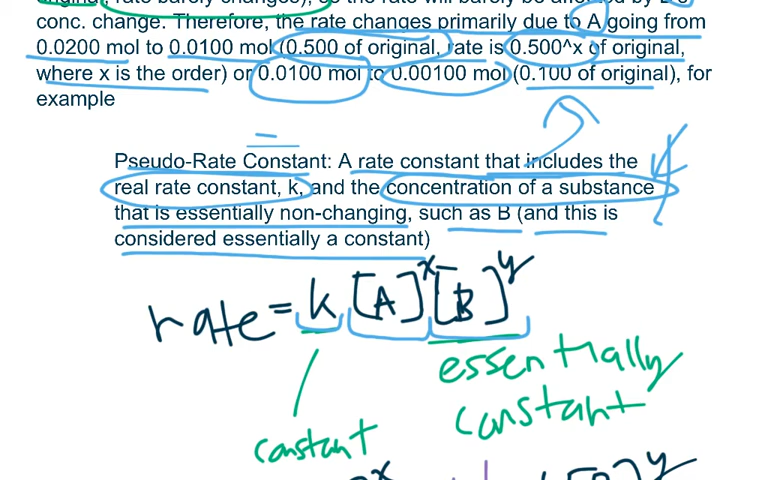 conc. change. Therefore, the rate changes primarily due to A going from
0.0200 mol to 0.0100 mol (0.500 of original, rate is 0.500^x of original,
where x is the order) or 0.0100 mol to 0.00100 mol (0.100 of original), for
example
Pseudo-Rate Constant: A rate constant that includes the
real rate constant, k, and the concentration of a substance
that is essentially non-changing, such as B (and this is
considered essentially a constant)
rate = k [A]^x [B]^y
essentially
constant
constant